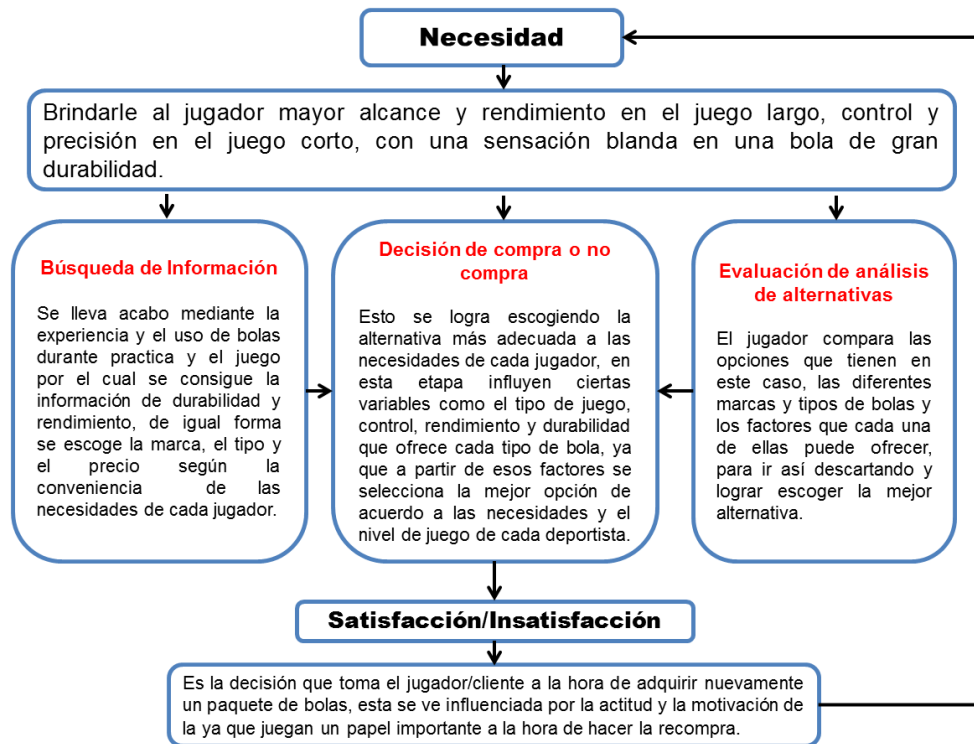 Necesidad
Brindarle al jugador mayor alcance y rendimiento en el juego largo, control y
precisión en el juego corto, con una sensación blanda en una bola de gran
durabilidad.
Búsqueda de Información
Se lleva acabo mediante la
experiencia y el uso de bolas
durante practica y el juego
por el cual se consigue la
información de durabilidad y
rendimiento, de igual forma
se escoge la marca, el tipo y
el precio según la
conveniencia de las
necesidades de cada jugador.
Decisión de compra o no
compra
Esto se logra escogiendo la
alternativa más adecuada a las
necesidades de cada jugador, en
esta etapa influyen ciertas
variables como el tipo de juego,
control, rendimiento y durabilidad
que ofrece cada tipo de bola, ya
que a partir de esos factores se
selecciona la mejor opción de
acuerdo a las necesidades y el
nivel de juego de cada deportista.
Evaluación de análisis
de alternativas
El jugador compara las
opciones que tienen en
este caso, las diferentes
marcas y tipos de bolas y
los factores que cada una
de ellas puede ofrecer,
para ir así descartando y
lograr escoger la mejor
alternativa.
Satisfacción/Insatisfacción
Es la decisión que toma el jugador/cliente a la hora de adquirir nuevamente
un paquete de bolas, esta se ve influenciada por la actitud y la motivación de
la ya que juegan un papel importante a la hora de hacer la recompra.